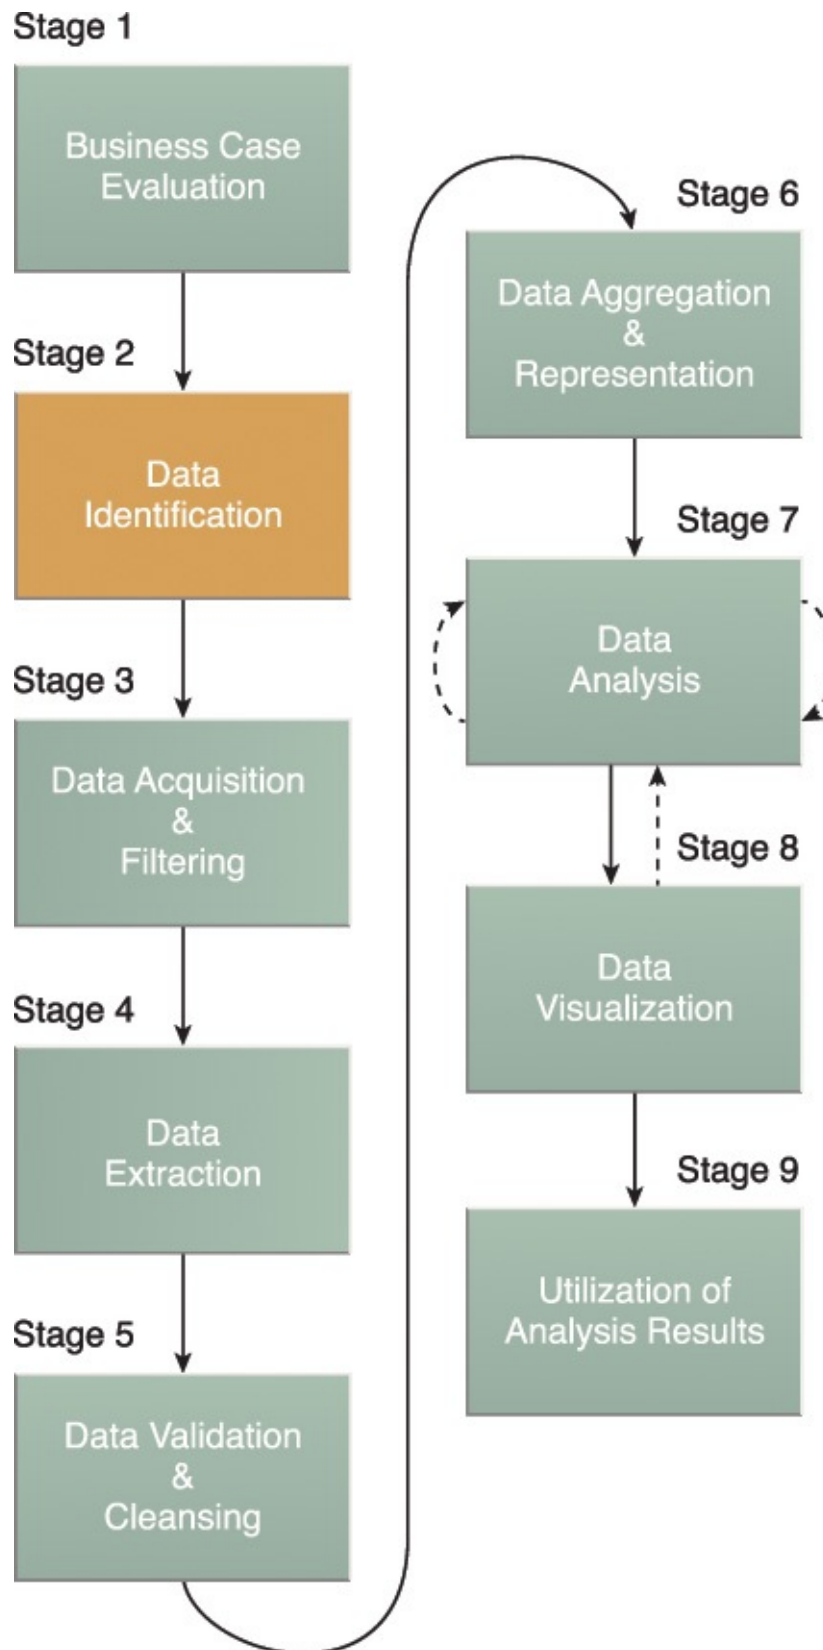 Stage 1
Business Case
Evaluation
Stage 2
Data
Identification
Stage 3
Data Acquisition
&
Filtering
Stage 4
Data
Extraction
Stage 5
Data Validation
&
Cleansing
Stage 6
Data Aggregation
&
Representation
Stage 7
Data
Analysis
Stage 8
Data
Visualization
Stage 9
Utilization of
Analysis Results